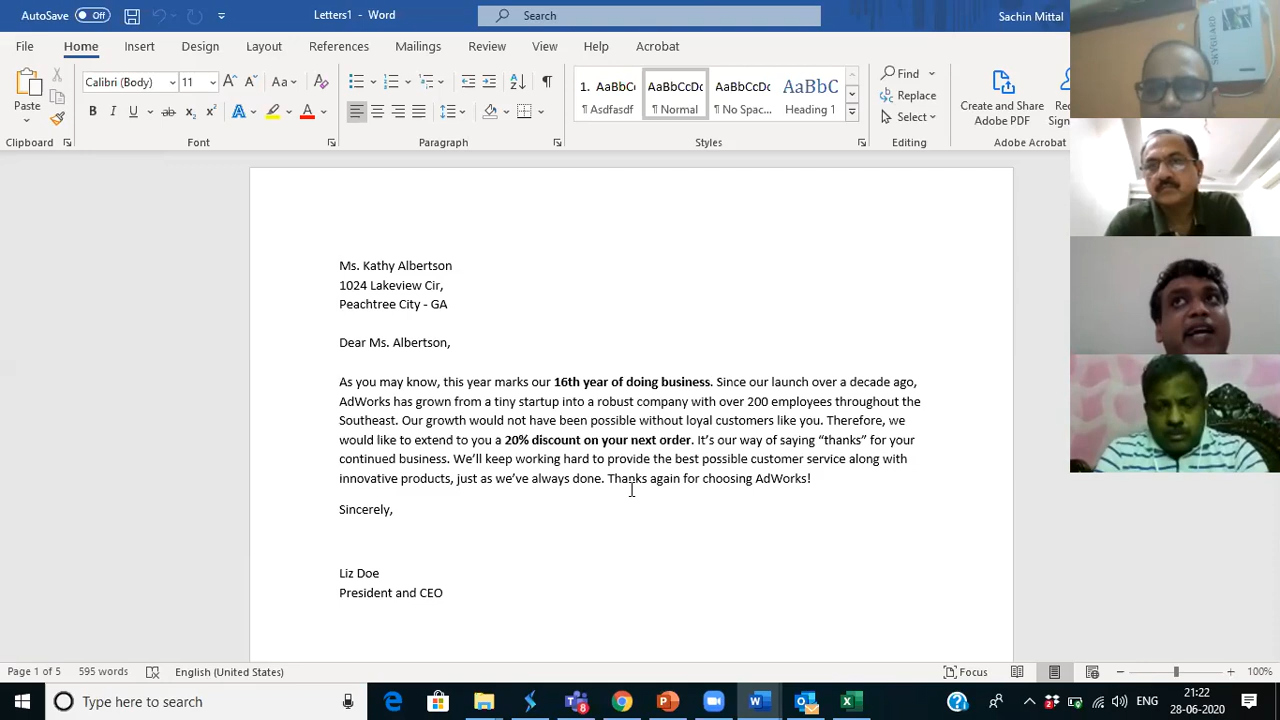 AutoSave Off Letters1 - Word Search Sachin Mittal
File Home Insert Design Layout References Mailings Review View Help Acrobat
Paste Calibri (Body) 11 Aa Find Replace Select
1. AaBbCc AaBbCcDc AaBbCcDc AaBbC
¶ Asdfasdf ¶ Normal ¶ No Spac... Heading 1
Create and Share
Adobe PDF
Clipboard Font Paragraph Styles Editing Adobe Acrobat
SKYGUARD
Ms. Kathy Albertson
1024 Lakeview Cir,
Peachtree City - GA
Dear Ms. Albertson,
As you may know, this year marks our 16th year of doing business. Since our launch over a decade ago,
AdWorks has grown from a tiny startup into a robust company with over 200 employees throughout the
Southeast. Our growth would not have been possible without loyal customers like you. Therefore, we
would like to extend to you a 20% discount on your next order. It’s our way of saying “thanks” for your
continued business. We’ll keep working hard to provide the best possible customer service along with
innovative products, just as we’ve always done. Thanks again for choosing AdWorks!
Sincerely,
Liz Doe
President and CEO
Page 1 of 5 595 words English (United States) Focus 100%
Type here to search ENG 21:22
28-06-2020